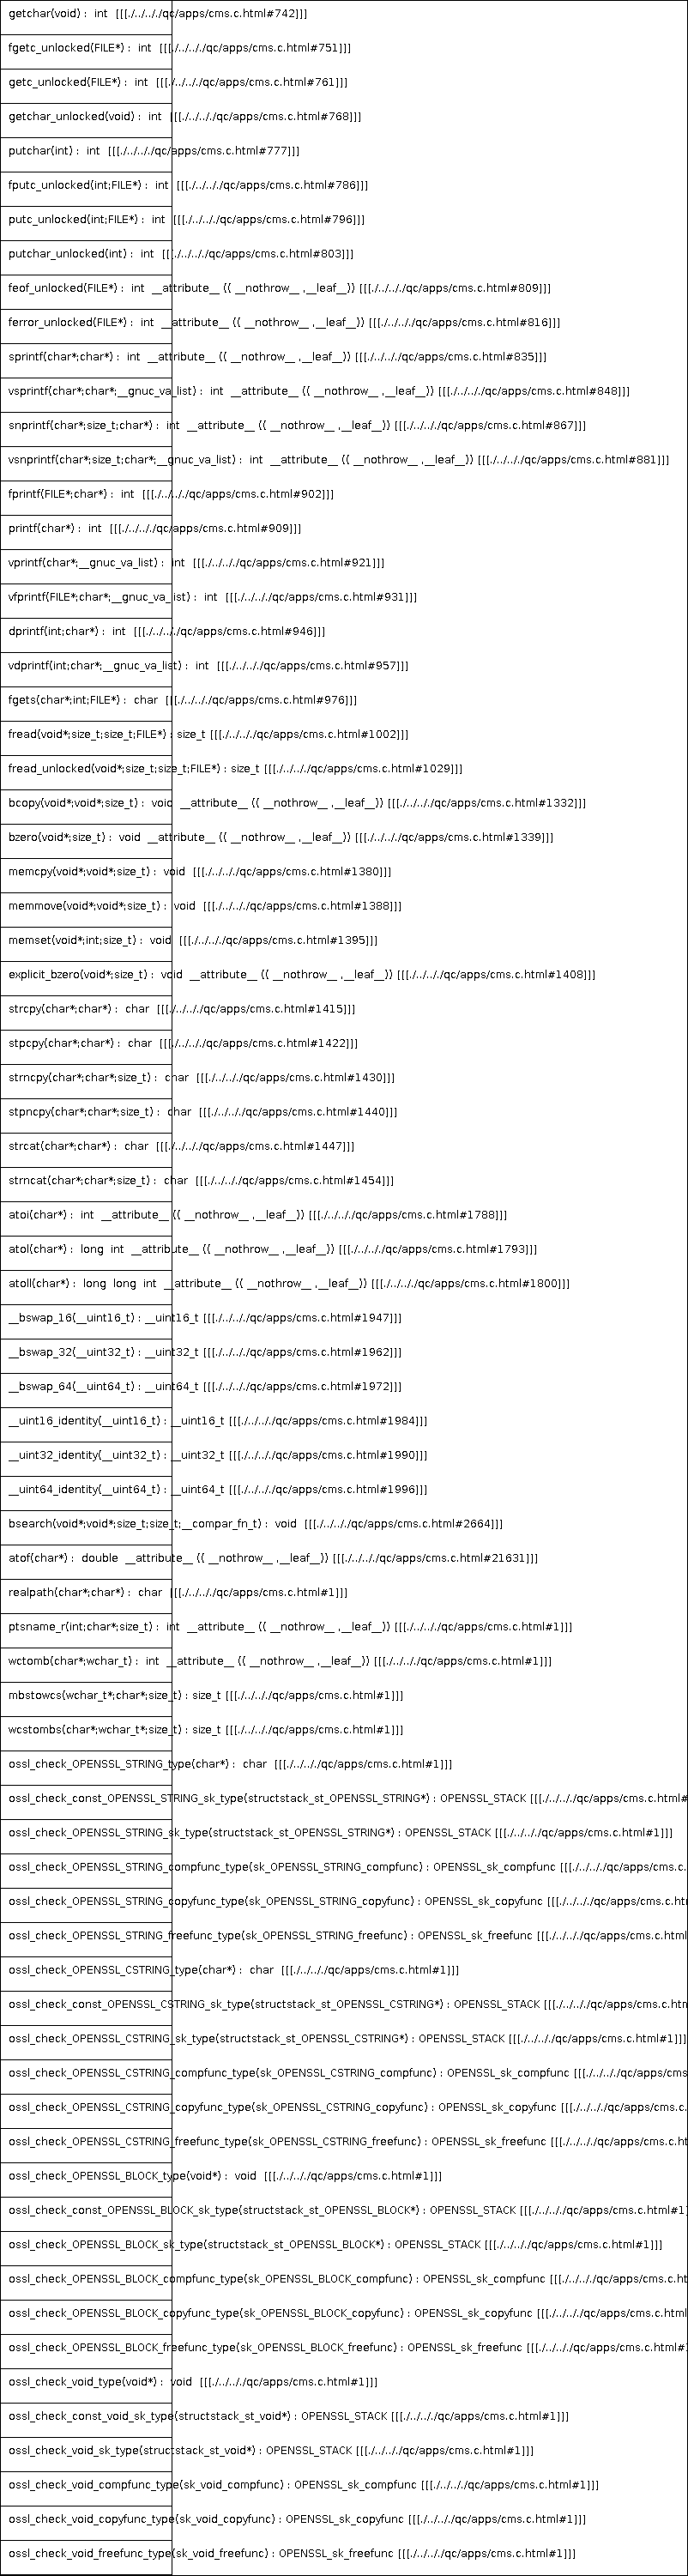 getchar(void) :  int  [[[./../.././qc/apps/cms.c.html#742]]]
fgetc_unlocked(FILE*) :  int  [[[./../.././qc/apps/cms.c.html#751]]]
getc_unlocked(FILE*) :  int  [[[./../.././qc/apps/cms.c.html#761]]]
getchar_unlocked(void) :  int  [[[./../.././qc/apps/cms.c.html#768]]]
putchar(int) :  int  [[[./../.././qc/apps/cms.c.html#777]]]
fputc_unlocked(int;FILE*) :  int  [[[./../.././qc/apps/cms.c.html#786]]]
putc_unlocked(int;FILE*) :  int  [[[./../.././qc/apps/cms.c.html#796]]]
putchar_unlocked(int) :  int  [[[./../.././qc/apps/cms.c.html#803]]]
feof_unlocked(FILE*) :  int  __attribute__ (( __nothrow__ ,__leaf__)) [[[./../.././qc/apps/cms.c.html#809]]]
ferror_unlocked(FILE*) :  int  __attribute__ (( __nothrow__ ,__leaf__)) [[[./../.././qc/apps/cms.c.html#816]]]
sprintf(char*;char*) :  int  __attribute__ (( __nothrow__ ,__leaf__)) [[[./../.././qc/apps/cms.c.html#835]]]
vsprintf(char*;char*;__gnuc_va_list) :  int  __attribute__ (( __nothrow__ ,__leaf__)) [[[./../.././qc/apps/cms.c.html#848]]]
snprintf(char*;size_t;char*) :  int  __attribute__ (( __nothrow__ ,__leaf__)) [[[./../.././qc/apps/cms.c.html#867]]]
vsnprintf(char*;size_t;char*;__gnuc_va_list) :  int  __attribute__ (( __nothrow__ ,__leaf__)) [[[./../.././qc/apps/cms.c.html#881]]]
fprintf(FILE*;char*) :  int  [[[./../.././qc/apps/cms.c.html#902]]]
printf(char*) :  int  [[[./../.././qc/apps/cms.c.html#909]]]
vprintf(char*;__gnuc_va_list) :  int  [[[./../.././qc/apps/cms.c.html#921]]]
vfprintf(FILE*;char*;__gnuc_va_list) :  int  [[[./../.././qc/apps/cms.c.html#931]]]
dprintf(int;char*) :  int  [[[./../.././qc/apps/cms.c.html#946]]]
vdprintf(int;char*;__gnuc_va_list) :  int  [[[./../.././qc/apps/cms.c.html#957]]]
fgets(char*;int;FILE*) :  char  [[[./../.././qc/apps/cms.c.html#976]]]
fread(void*;size_t;size_t;FILE*) : size_t [[[./../.././qc/apps/cms.c.html#1002]]]
fread_unlocked(void*;size_t;size_t;FILE*) : size_t [[[./../.././qc/apps/cms.c.html#1029]]]
bcopy(void*;void*;size_t) :  void  __attribute__ (( __nothrow__ ,__leaf__)) [[[./../.././qc/apps/cms.c.html#1332]]]
bzero(void*;size_t) :  void  __attribute__ (( __nothrow__ ,__leaf__)) [[[./../.././qc/apps/cms.c.html#1339]]]
memcpy(void*;void*;size_t) :  void  [[[./../.././qc/apps/cms.c.html#1380]]]
memmove(void*;void*;size_t) :  void  [[[./../.././qc/apps/cms.c.html#1388]]]
memset(void*;int;size_t) :  void  [[[./../.././qc/apps/cms.c.html#1395]]]
explicit_bzero(void*;size_t) :  void  __attribute__ (( __nothrow__ ,__leaf__)) [[[./../.././qc/apps/cms.c.html#1408]]]
strcpy(char*;char*) :  char  [[[./../.././qc/apps/cms.c.html#1415]]]
stpcpy(char*;char*) :  char  [[[./../.././qc/apps/cms.c.html#1422]]]
strncpy(char*;char*;size_t) :  char  [[[./../.././qc/apps/cms.c.html#1430]]]
stpncpy(char*;char*;size_t) :  char  [[[./../.././qc/apps/cms.c.html#1440]]]
strcat(char*;char*) :  char  [[[./../.././qc/apps/cms.c.html#1447]]]
strncat(char*;char*;size_t) :  char  [[[./../.././qc/apps/cms.c.html#1454]]]
atoi(char*) :  int  __attribute__ (( __nothrow__ ,__leaf__)) [[[./../.././qc/apps/cms.c.html#1788]]]
atol(char*) :  long  int  __attribute__ (( __nothrow__ ,__leaf__)) [[[./../.././qc/apps/cms.c.html#1793]]]
atoll(char*) :  long  long  int  __attribute__ (( __nothrow__ ,__leaf__)) [[[./../.././qc/apps/cms.c.html#1800]]]
__bswap_16(__uint16_t) : __uint16_t [[[./../.././qc/apps/cms.c.html#1947]]]
__bswap_32(__uint32_t) : __uint32_t [[[./../.././qc/apps/cms.c.html#1962]]]
__bswap_64(__uint64_t) : __uint64_t [[[./../.././qc/apps/cms.c.html#1972]]]
__uint16_identity(__uint16_t) : __uint16_t [[[./../.././qc/apps/cms.c.html#1984]]]
__uint32_identity(__uint32_t) : __uint32_t [[[./../.././qc/apps/cms.c.html#1990]]]
__uint64_identity(__uint64_t) : __uint64_t [[[./../.././qc/apps/cms.c.html#1996]]]
bsearch(void*;void*;size_t;size_t;__compar_fn_t) :  void  [[[./../.././qc/apps/cms.c.html#2664]]]
atof(char*) :  double  __attribute__ (( __nothrow__ ,__leaf__)) [[[./../.././qc/apps/cms.c.html#21631]]]
realpath(char*;char*) :  char  [[[./../.././qc/apps/cms.c.html#1]]]
ptsname_r(int;char*;size_t) :  int  __attribute__ (( __nothrow__ ,__leaf__)) [[[./../.././qc/apps/cms.c.html#1]]]
wctomb(char*;wchar_t) :  int  __attribute__ (( __nothrow__ ,__leaf__)) [[[./../.././qc/apps/cms.c.html#1]]]
mbstowcs(wchar_t*;char*;size_t) : size_t [[[./../.././qc/apps/cms.c.html#1]]]
wcstombs(char*;wchar_t*;size_t) : size_t [[[./../.././qc/apps/cms.c.html#1]]]
ossl_check_OPENSSL_STRING_type(char*) :  char  [[[./../.././qc/apps/cms.c.html#1]]]
ossl_check_const_OPENSSL_STRING_sk_type(structstack_st_OPENSSL_STRING*) : OPENSSL_STACK [[[./../.././qc/apps/cms.c.html#
ossl_check_OPENSSL_STRING_sk_type(structstack_st_OPENSSL_STRING*) : OPENSSL_STACK [[[./../.././qc/apps/cms.c.html#1]]]
ossl_check_OPENSSL_STRING_compfunc_type(sk_OPENSSL_STRING_compfunc) : OPENSSL_sk_compfunc [[[./../.././qc/apps/cms.c.
ossl_check_OPENSSL_STRING_copyfunc_type(sk_OPENSSL_STRING_copyfunc) : OPENSSL_sk_copyfunc [[[./../.././qc/apps/cms.c.ht
ossl_check_OPENSSL_STRING_freefunc_type(sk_OPENSSL_STRING_freefunc) : OPENSSL_sk_freefunc [[[./../.././qc/apps/cms.c.html
ossl_check_OPENSSL_CSTRING_type(char*) :  char  [[[./../.././qc/apps/cms.c.html#1]]]
ossl_check_const_OPENSSL_CSTRING_sk_type(structstack_st_OPENSSL_CSTRING*) : OPENSSL_STACK [[[./../.././qc/apps/cms.c.htm
ossl_check_OPENSSL_CSTRING_sk_type(structstack_st_OPENSSL_CSTRING*) : OPENSSL_STACK [[[./../.././qc/apps/cms.c.html#1]]]
ossl_check_OPENSSL_CSTRING_compfunc_type(sk_OPENSSL_CSTRING_compfunc) : OPENSSL_sk_compfunc [[[./../.././qc/apps/cms
ossl_check_OPENSSL_CSTRING_copyfunc_type(sk_OPENSSL_CSTRING_copyfunc) : OPENSSL_sk_copyfunc [[[./../.././qc/apps/cms.c.
ossl_check_OPENSSL_CSTRING_freefunc_type(sk_OPENSSL_CSTRING_freefunc) : OPENSSL_sk_freefunc [[[./../.././qc/apps/cms.c.ht
ossl_check_OPENSSL_BLOCK_type(void*) :  void  [[[./../.././qc/apps/cms.c.html#1]]]
ossl_check_const_OPENSSL_BLOCK_sk_type(structstack_st_OPENSSL_BLOCK*) : OPENSSL_STACK [[[./../.././qc/apps/cms.c.html#1]
ossl_check_OPENSSL_BLOCK_sk_type(structstack_st_OPENSSL_BLOCK*) : OPENSSL_STACK [[[./../.././qc/apps/cms.c.html#1]]]
ossl_check_OPENSSL_BLOCK_compfunc_type(sk_OPENSSL_BLOCK_compfunc) : OPENSSL_sk_compfunc [[[./../.././qc/apps/cms.c.ht
ossl_check_OPENSSL_BLOCK_copyfunc_type(sk_OPENSSL_BLOCK_copyfunc) : OPENSSL_sk_copyfunc [[[./../.././qc/apps/cms.c.html
ossl_check_OPENSSL_BLOCK_freefunc_type(sk_OPENSSL_BLOCK_freefunc) : OPENSSL_sk_freefunc [[[./../.././qc/apps/cms.c.html#
ossl_check_void_type(void*) :  void  [[[./../.././qc/apps/cms.c.html#1]]]
ossl_check_const_void_sk_type(structstack_st_void*) : OPENSSL_STACK [[[./../.././qc/apps/cms.c.html#1]]]
ossl_check_void_sk_type(structstack_st_void*) : OPENSSL_STACK [[[./../.././qc/apps/cms.c.html#1]]]
ossl_check_void_compfunc_type(sk_void_compfunc) : OPENSSL_sk_compfunc [[[./../.././qc/apps/cms.c.html#1]]]
ossl_check_void_copyfunc_type(sk_void_copyfunc) : OPENSSL_sk_copyfunc [[[./../.././qc/apps/cms.c.html#1]]]
ossl_check_void_freefunc_type(sk_void_freefunc) : OPENSSL_sk_freefunc [[[./../.././qc/apps/cms.c.html#1]]]